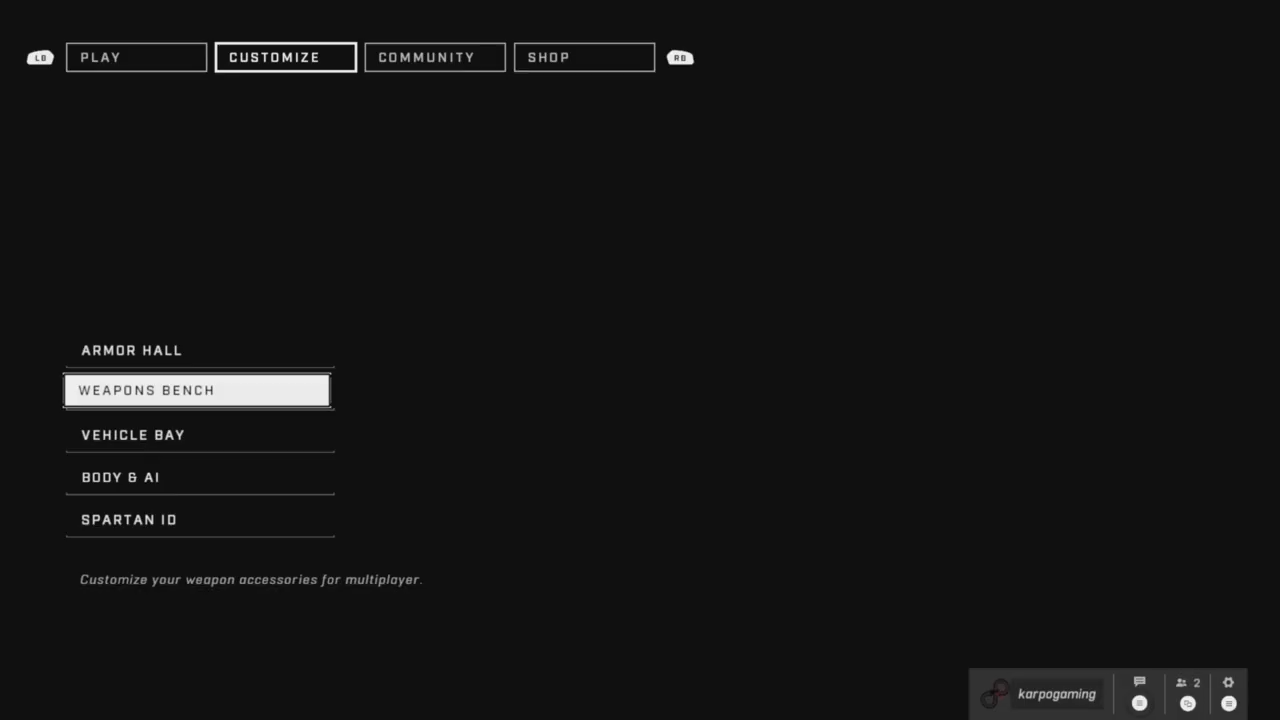 LB PLAY CUSTOMIZE COMMUNITY SHOP RB
ARMOR HALL
WEAPONS BENCH
VEHICLE BAY
BODY & AI
SPARTAN ID
Customize your weapon accessories for multiplayer.
karpogaming 2